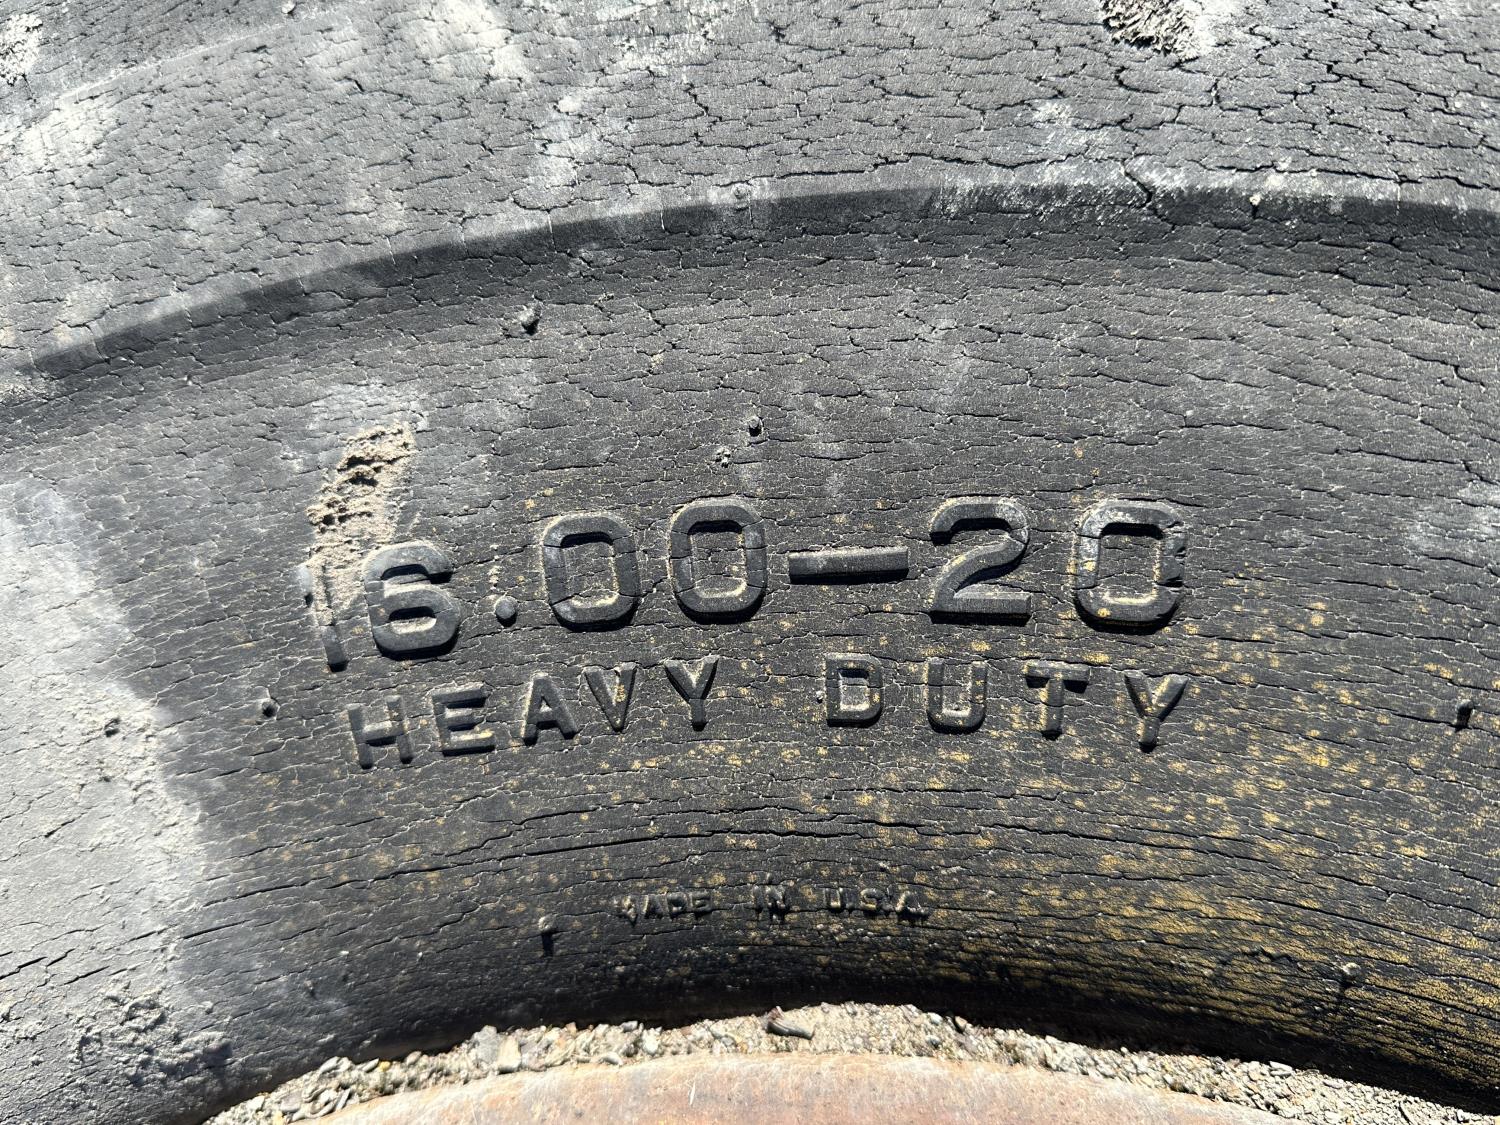 16.00-20
HEAVY DUTY
MADE IN U.S.A.